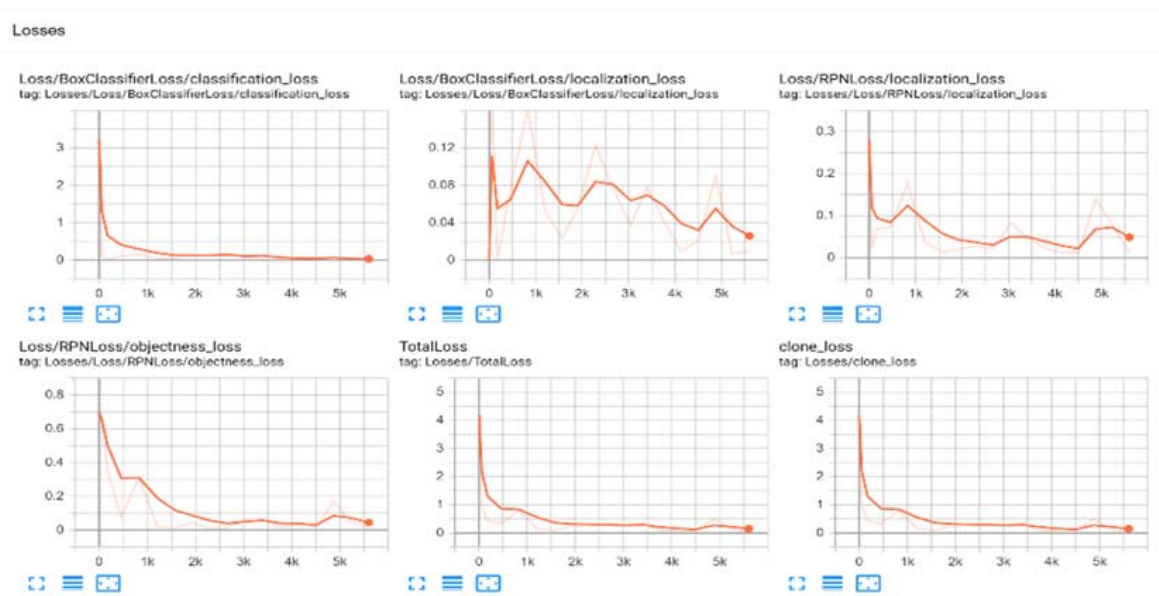 Losses
Loss/BoxClassifierLoss/classification_loss
tag: Losses/Loss/BoxClassifierLoss/classification_loss
3
2
1
0
0 1k 2k 3k 4k 5k
Loss/BoxClassifierLoss/localization_loss
tag: Losses/Loss/BoxClassifierLoss/localization_loss
0.12
0.08
0.04
0
0 1k 2k 3k 4k 5k
Loss/RPNLoss/localization_loss
tag: Losses/Loss/RPNLoss/localization_loss
0.3
0.2
0.1
0
0 1k 2k 3k 4k 5k
Loss/RPNLoss/objectness_loss
tag: Losses/Loss/RPNLoss/objectness_loss
0.8
0.6
0.4
0.2
0
0 1k 2k 3k 4k 5k
TotalLoss
tag: Losses/TotalLoss
5
4
3
2
1
0
0 1k 2k 3k 4k 5k
clone_loss
tag: Losses/clone_loss
5
4
3
2
1
0
0 1k 2k 3k 4k 5k